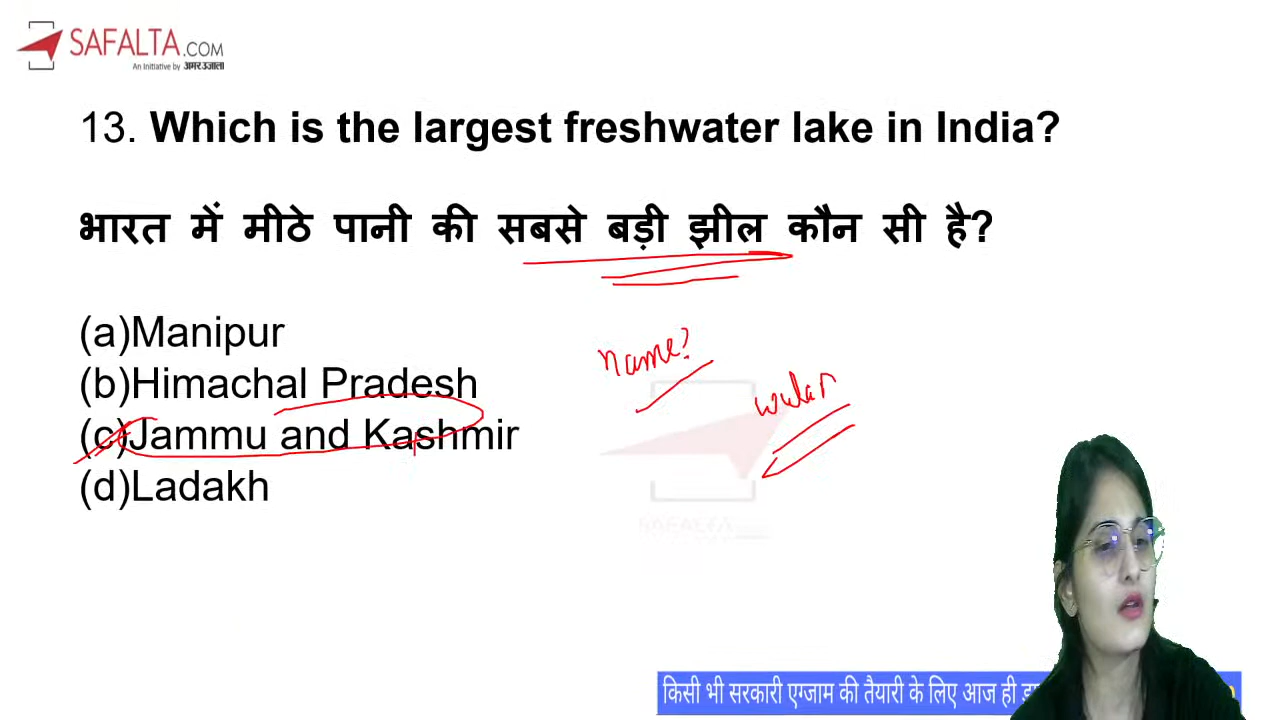 SAFALTA.COM
An Initiative by अमर उजाला
13. Which is the largest freshwater lake in India?
भारत में मीठे पानी की सबसे बड़ी झील कौन सी है?
(a)Manipur
(b)Himachal Pradesh
(c)Jammu and Kashmir
(d)Ladakh
name?
wular
SAFALTA
किसी भी सरकारी एग्जाम की तैयारी के लिए आज ही